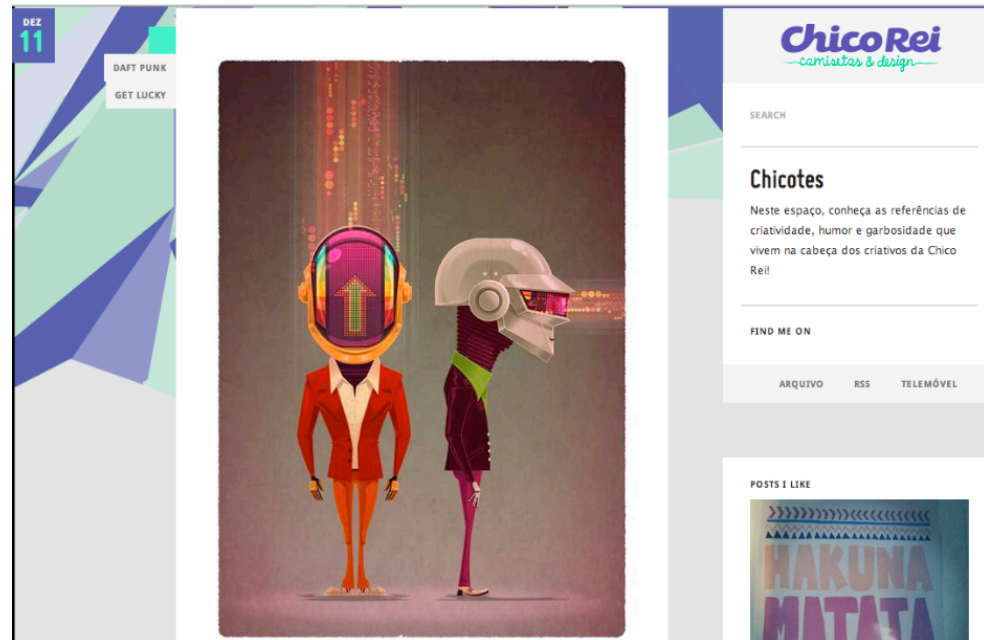 DEZ
11
DAFT PUNK
GET LUCKY
ChicoRei
camisetas & design
SEARCH
Chicotes
Neste espaço, conheça as referências de
criatividade, humor e garbosidade que
vivem na cabeça dos criativos da Chico
Rei!
FIND ME ON
ARQUIVO RSS TELEMÓVEL
POSTS I LIKE
HAKUNA
MATATA